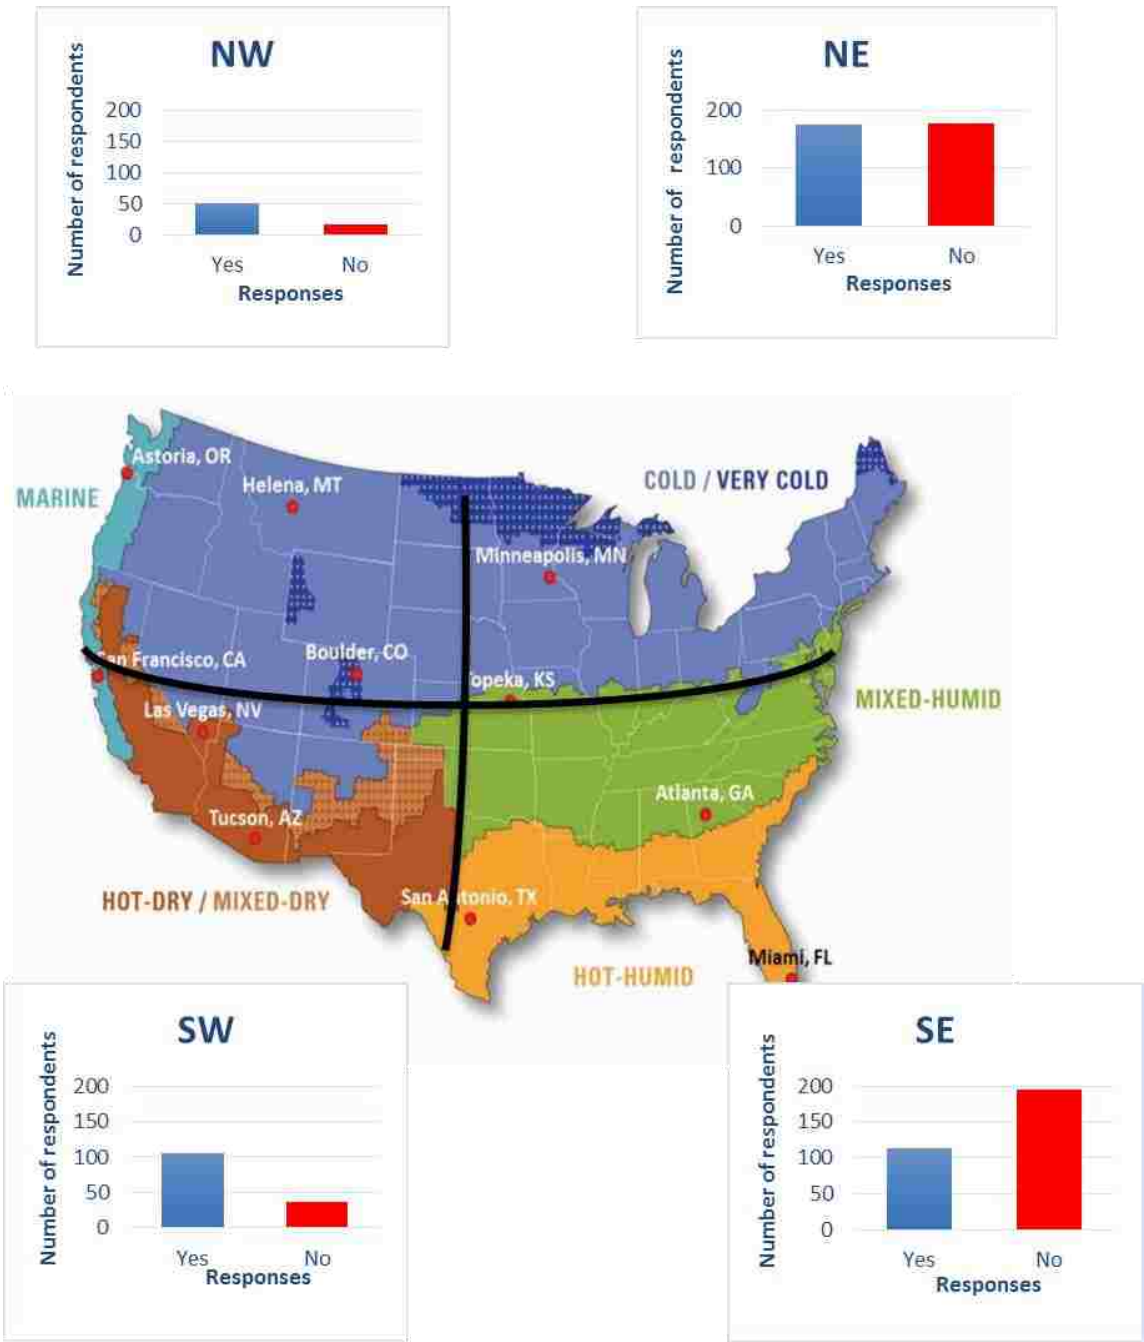 NW
Number of respondents
200
150
100
50
0
Yes No
Responses
NE
Number of respondents
200
100
0
Yes No
Responses
Astoria, OR
Helena, MT
COLD / VERY COLD
MARINE
Minneapolis, MN
Boulder, CO
San Francisco, CA
Topeka, KS
Las Vegas, NV
MIXED-HUMID
Atlanta, GA
Tucson, AZ
San Antonio, TX
HOT-DRY / MIXED-DRY
Miami, FL
HOT-HUMID
SW
Number of respondents
200
150
100
50
0
Yes No
Responses
SE
Number of respondents
200
150
100
50
0
Yes No
Responses